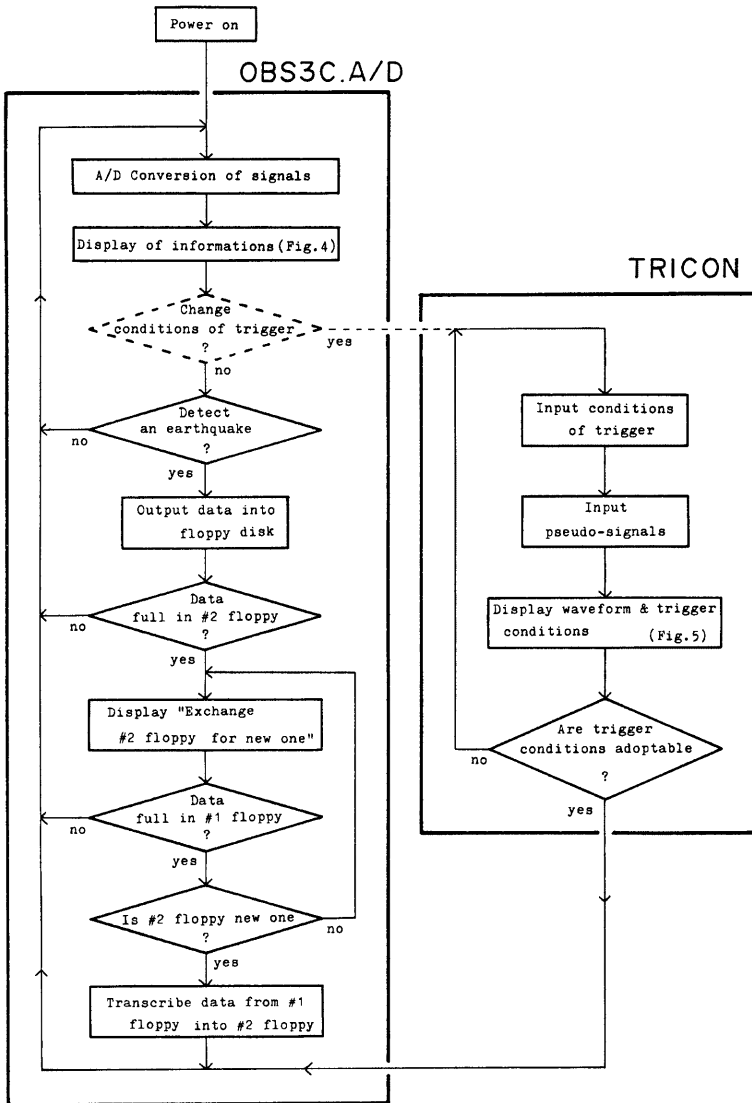 Power on
OBS3C.A/D
A/D Conversion of signals
Display of informations (Fig.4)
Change
conditions of trigger
?
yes
no
Detect
an earthquake
?
no
yes
Output data into
floppy disk
Data
full in #2 floppy
?
no
yes
Display "Exchange
#2 floppy for new one"
Data
full in #1 floppy
?
no
yes
Is #2 floppy new one
?
no
yes
Transcribe data from #1
floppy into #2 floppy
TRICON
Input conditions
of trigger
Input
pseudo-signals
Display waveform & trigger
conditions (Fig.5)
Are trigger
conditions adoptable
?
no
yes